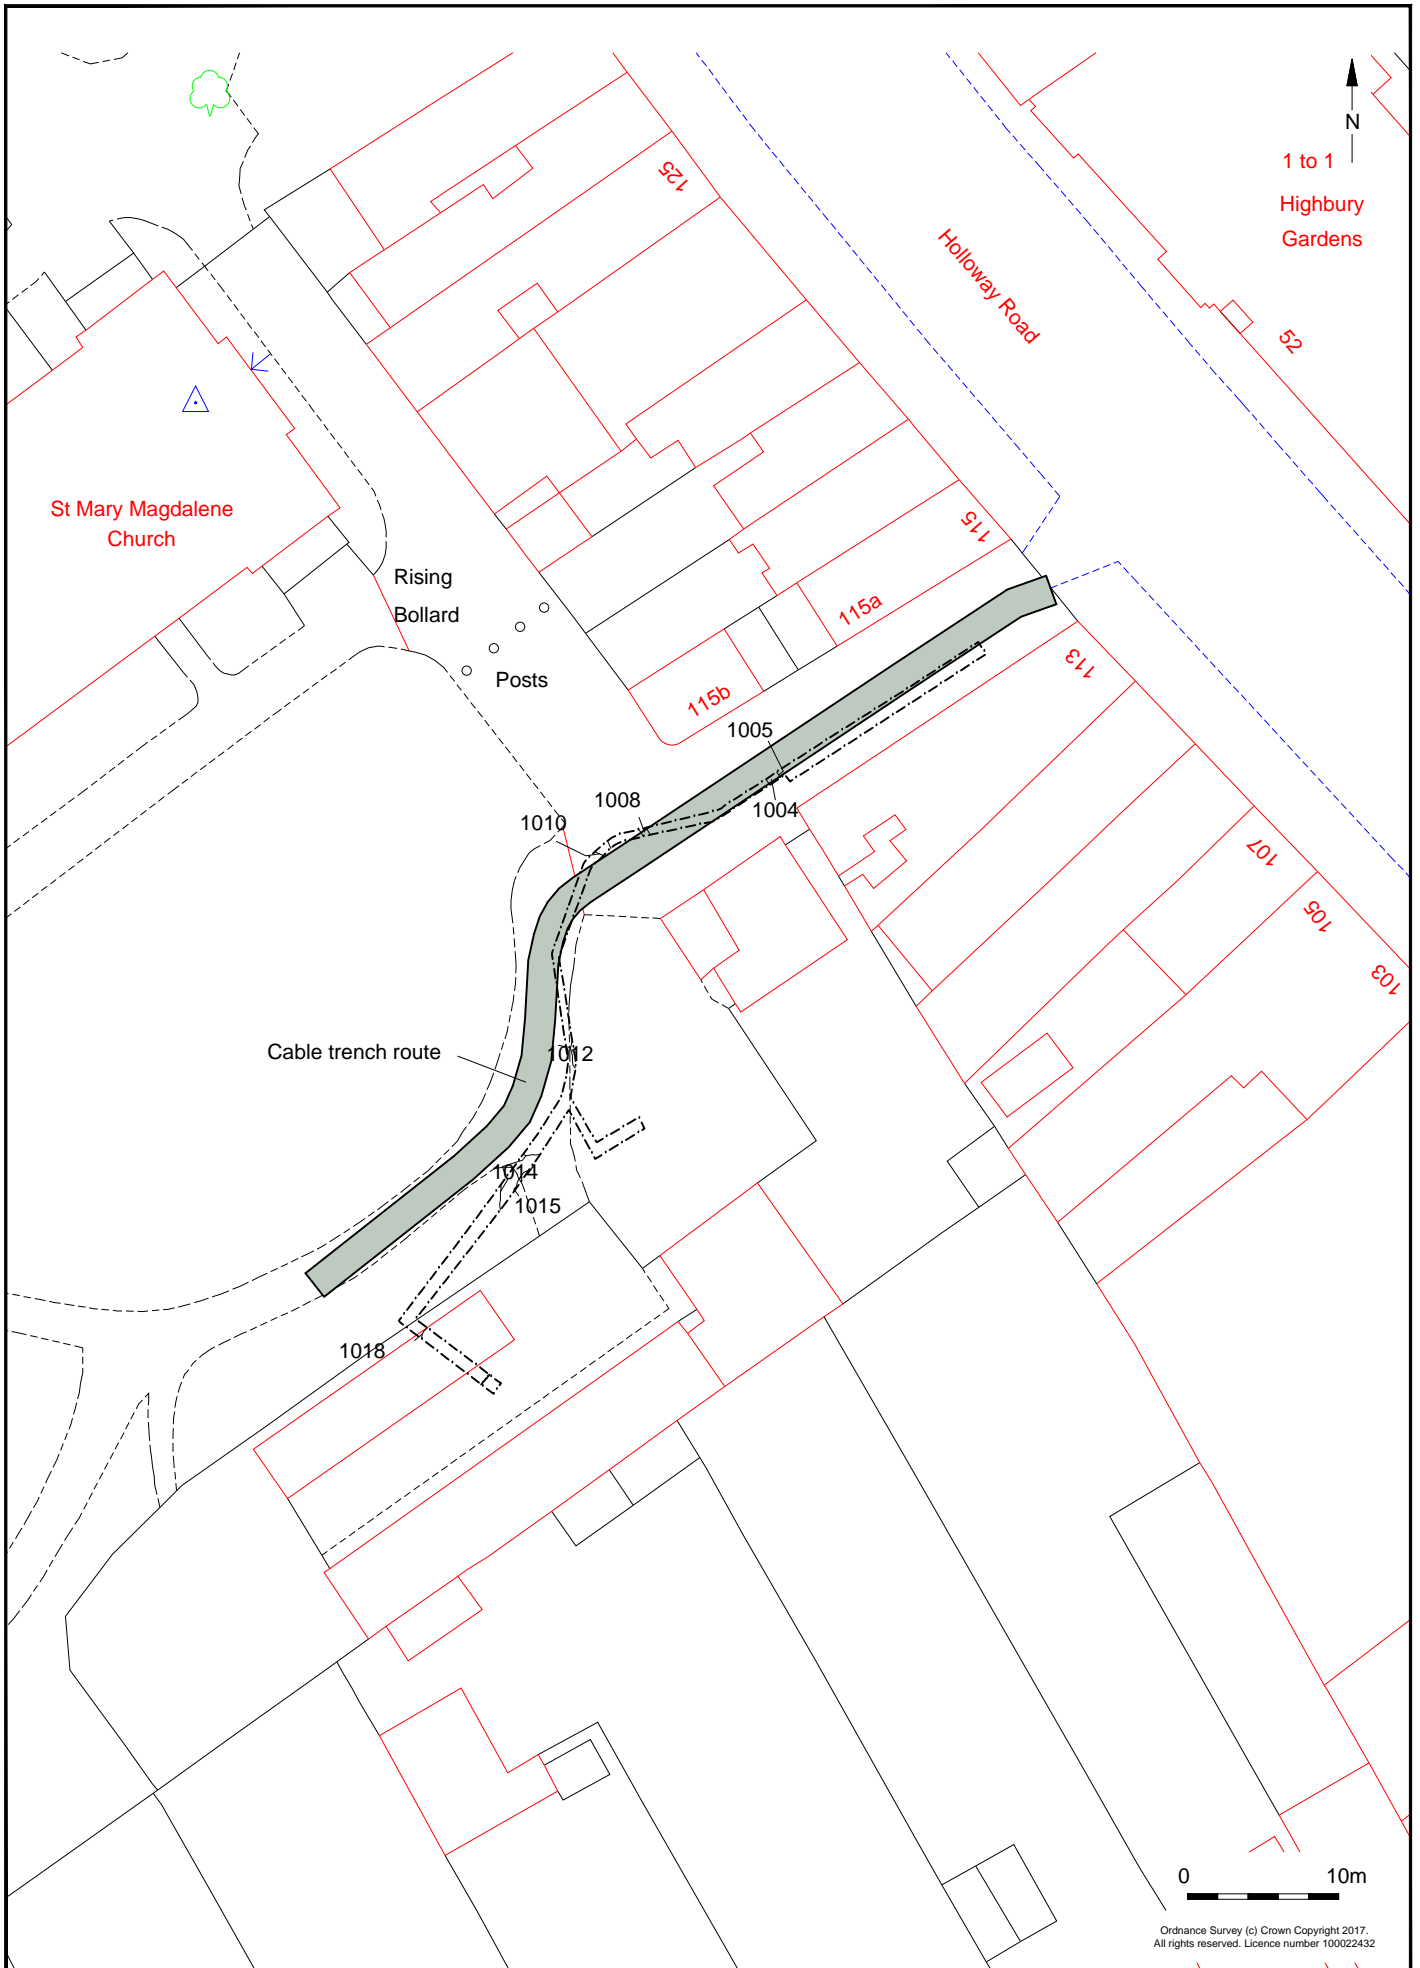 N
1 to 1
Highbury
Gardens
125
Holloway Road
52
St Mary Magdalene
Church
115
Rising
Bollard
115a
Posts
113
115b
1005
1008
1004
1010
107
105
103
Cable trench route
1012
1014
1015
1018
0 10m
Ordnance Survey (c) Crown Copyright 2017.
All rights reserved. Licence number 100022432